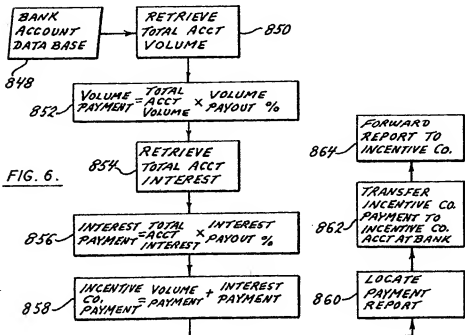 BANK
ACCOUNT
DATA BASE
848
RETRIEVE
TOTAL ACCT
VOLUME
850
VOLUME PAYMENT = TOTAL ACCT VOLUME × VOLUME PAYOUT %
852
RETRIEVE
TOTAL ACCT
INTEREST
854
FIG. 6.
INTEREST PAYMENT = TOTAL ACCT INTEREST × INTEREST PAYOUT %
856
INCENTIVE CO. PAYMENT = VOLUME PAYMENT + INTEREST PAYMENT
858
LOCATE
PAYMENT
REPORT
860
TRANSFER
INCENTIVE CO.
PAYMENT TO
INCENTIVE CO.
ACCT AT BANK
862
FORWARD
REPORT TO
INCENTIVE CO.
864